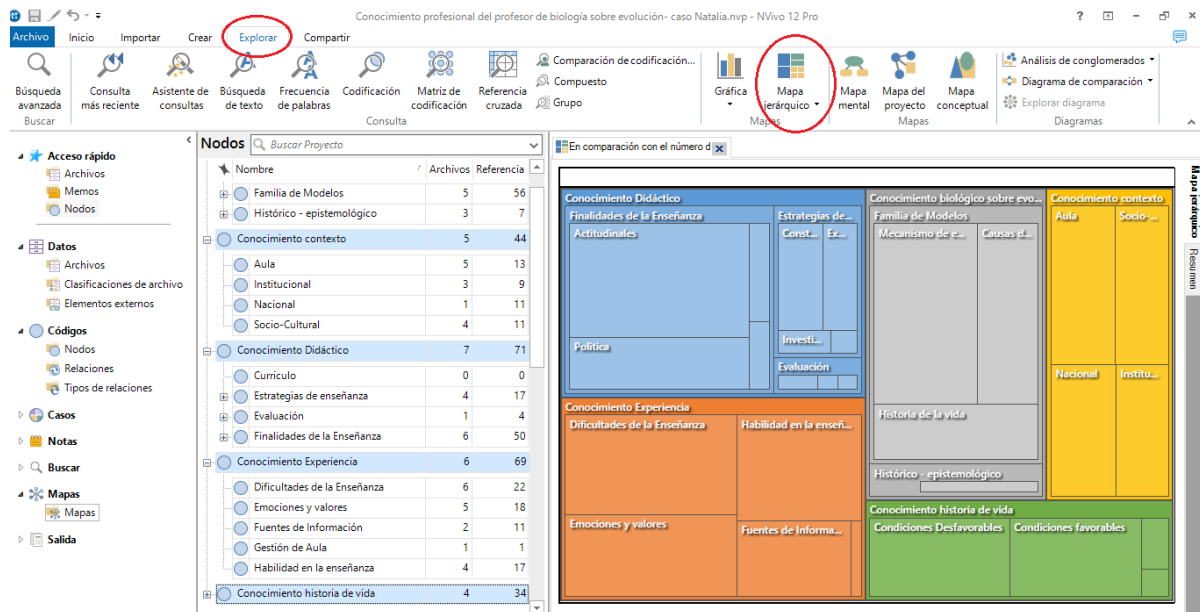 Conocimiento profesional del profesor de biología sobre evolución- caso Natalia.nvp - NVivo 12 Pro
Archivo Inicio Importar Crear Explorar Compartir
Búsqueda avanzada
Buscar
Consulta más reciente
Asistente de consultas
Búsqueda de texto
Frecuencia de palabras
Codificación
Matriz de codificación
Referencia cruzada
Comparación de codificación...
Compuesto
Grupo
Consulta
Gráfica
Mapa jerárquico
Mapa mental
Mapa del proyecto
Mapa conceptual
Mapas
Mapas
Análisis de conglomerados
Diagrama de comparación
Explorar diagrama
Diagramas
Acceso rápido
Archivos
Memos
Nodos
Datos
Archivos
Clasificaciones de archivo
Elementos externos
Códigos
Nodos
Relaciones
Tipos de relaciones
Casos
Notas
Buscar
Mapas
Mapas
Salida
Nodos
Buscar Proyecto
Nombre / Archivos Referencia
Familia de Modelos 5 56
Histórico - epistemológico 3 7
Conocimiento contexto 5 44
Aula 5 13
Institucional 3 9
Nacional 1 11
Socio-Cultural 4 11
Conocimiento Didáctico 7 71
Curriculo 0 0
Estrategias de enseñanza 4 17
Evaluación 1 4
Finalidades de la Enseñanza 6 50
Conocimiento Experiencia 6 69
Dificultades de la Enseñanza 6 22
Emociones y valores 5 18
Fuentes de Información 2 11
Gestión de Aula 1 1
Habilidad en la enseñanza 4 17
Conocimiento historia de vida 4 34
En comparación con el número d
Conocimiento Didáctico
Finalidades de la Enseñanza
Actitudinales
Politica
Estrategias de...
Const...
Ex...
Investi...
Evaluación
Conocimiento biológico sobre evo...
Familia de Modelos
Mecanismo de e...
Causas d...
Historia de la vida
Histórico - epistemológico
Conocimiento contexto
Aula
Socio-...
Nacional
Institu...
Conocimiento Experiencia
Dificultades de la Enseñanza
Habilidad en la enseñ...
Emociones y valores
Fuentes de Informa...
Conocimiento historia de vida
Condiciones Desfavorables
Condiciones favorables
Mapa jerárquico
Resumen